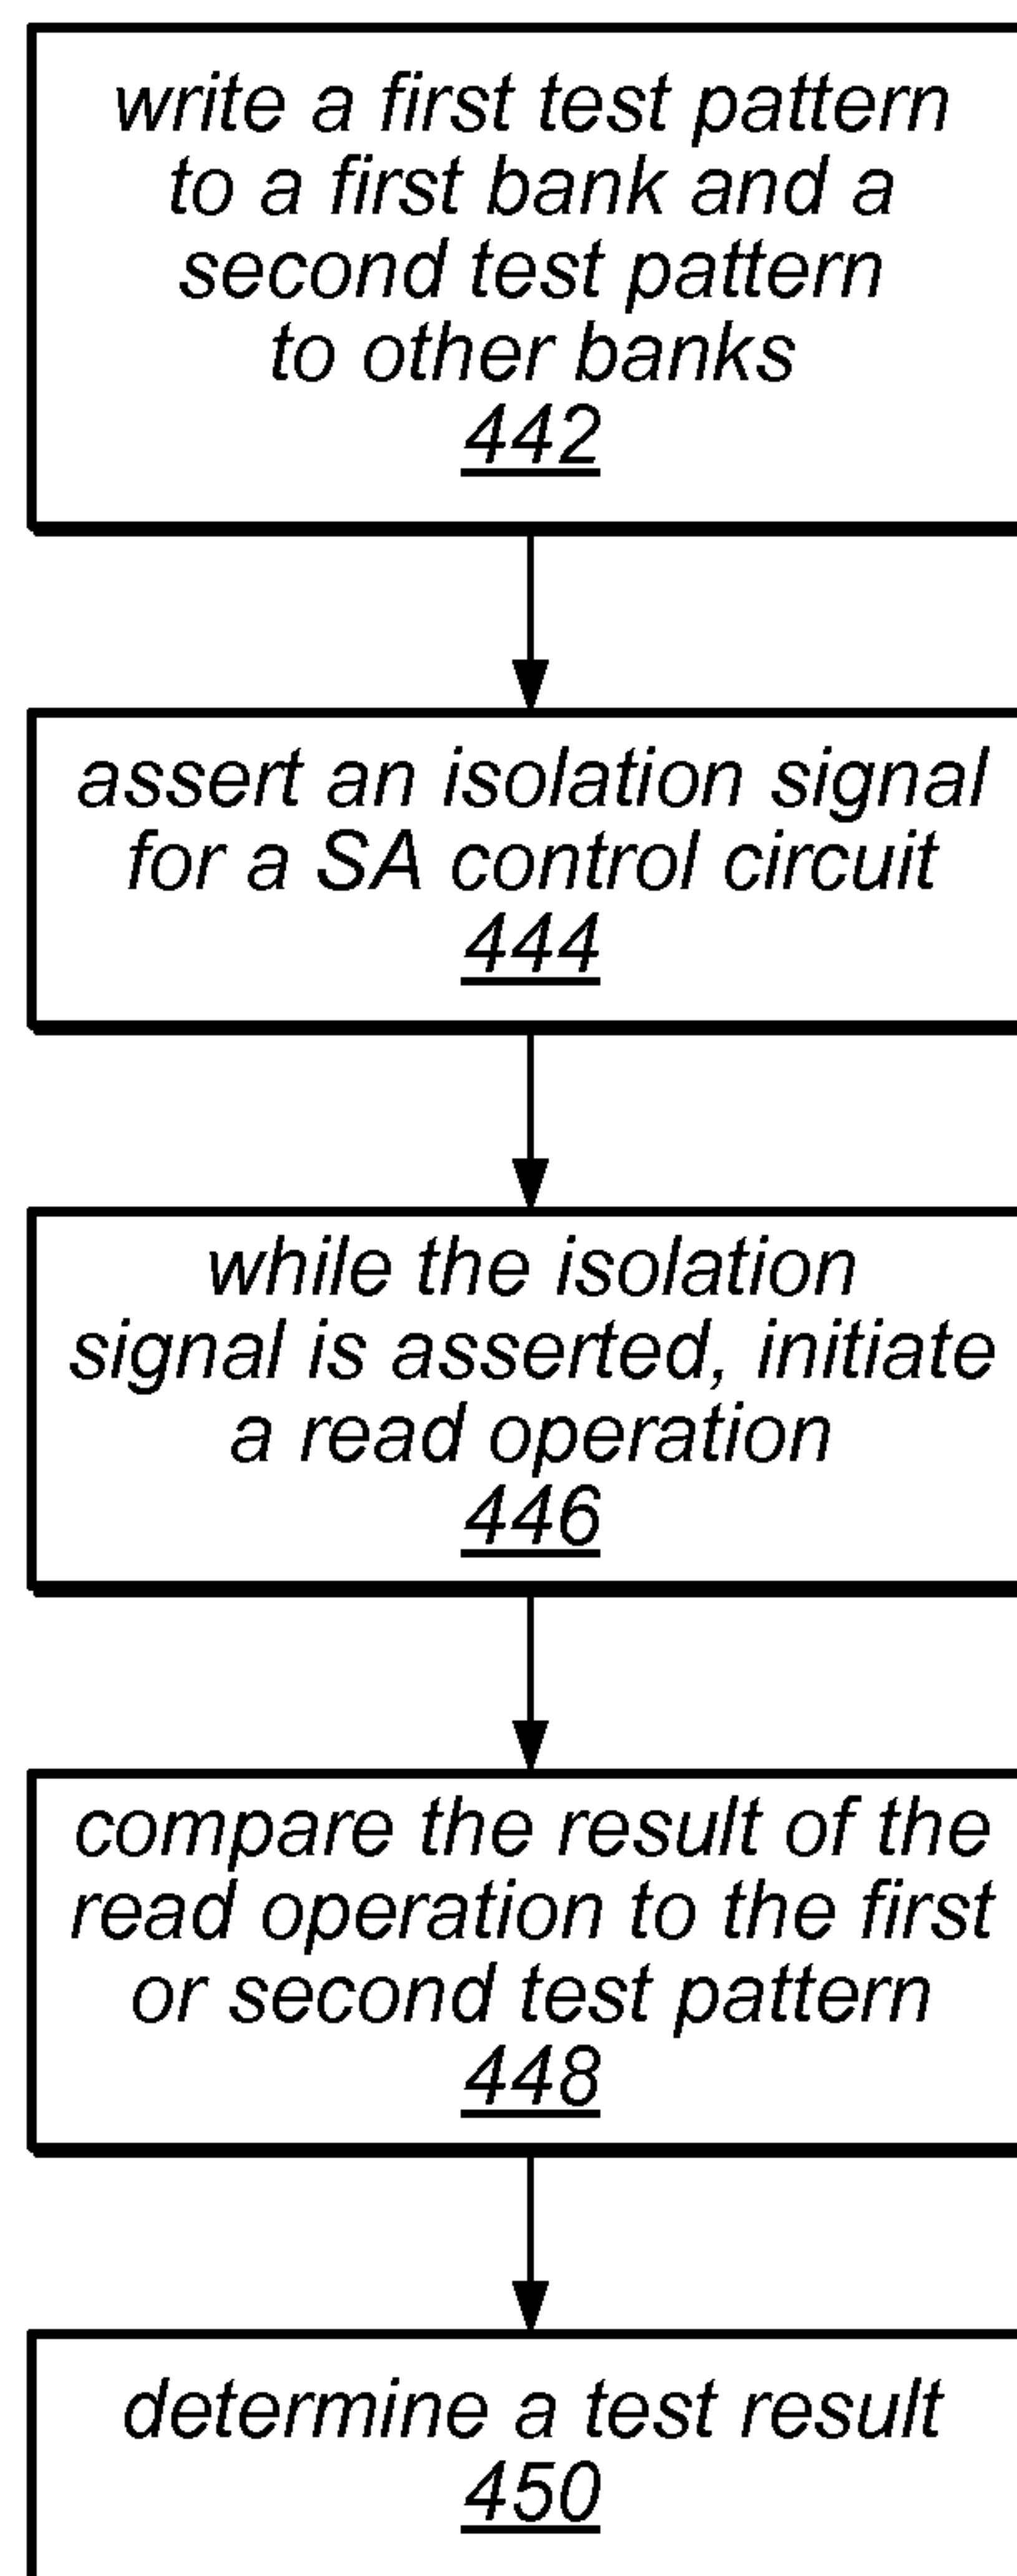 write a first test pattern
to a first bank and a
second test pattern
to other banks
442
assert an isolation signal
for a SA control circuit
444
while the isolation
signal is asserted, initiate
a read operation
446
compare the result of the
read operation to the first
or second test pattern
448
determine a test result
450